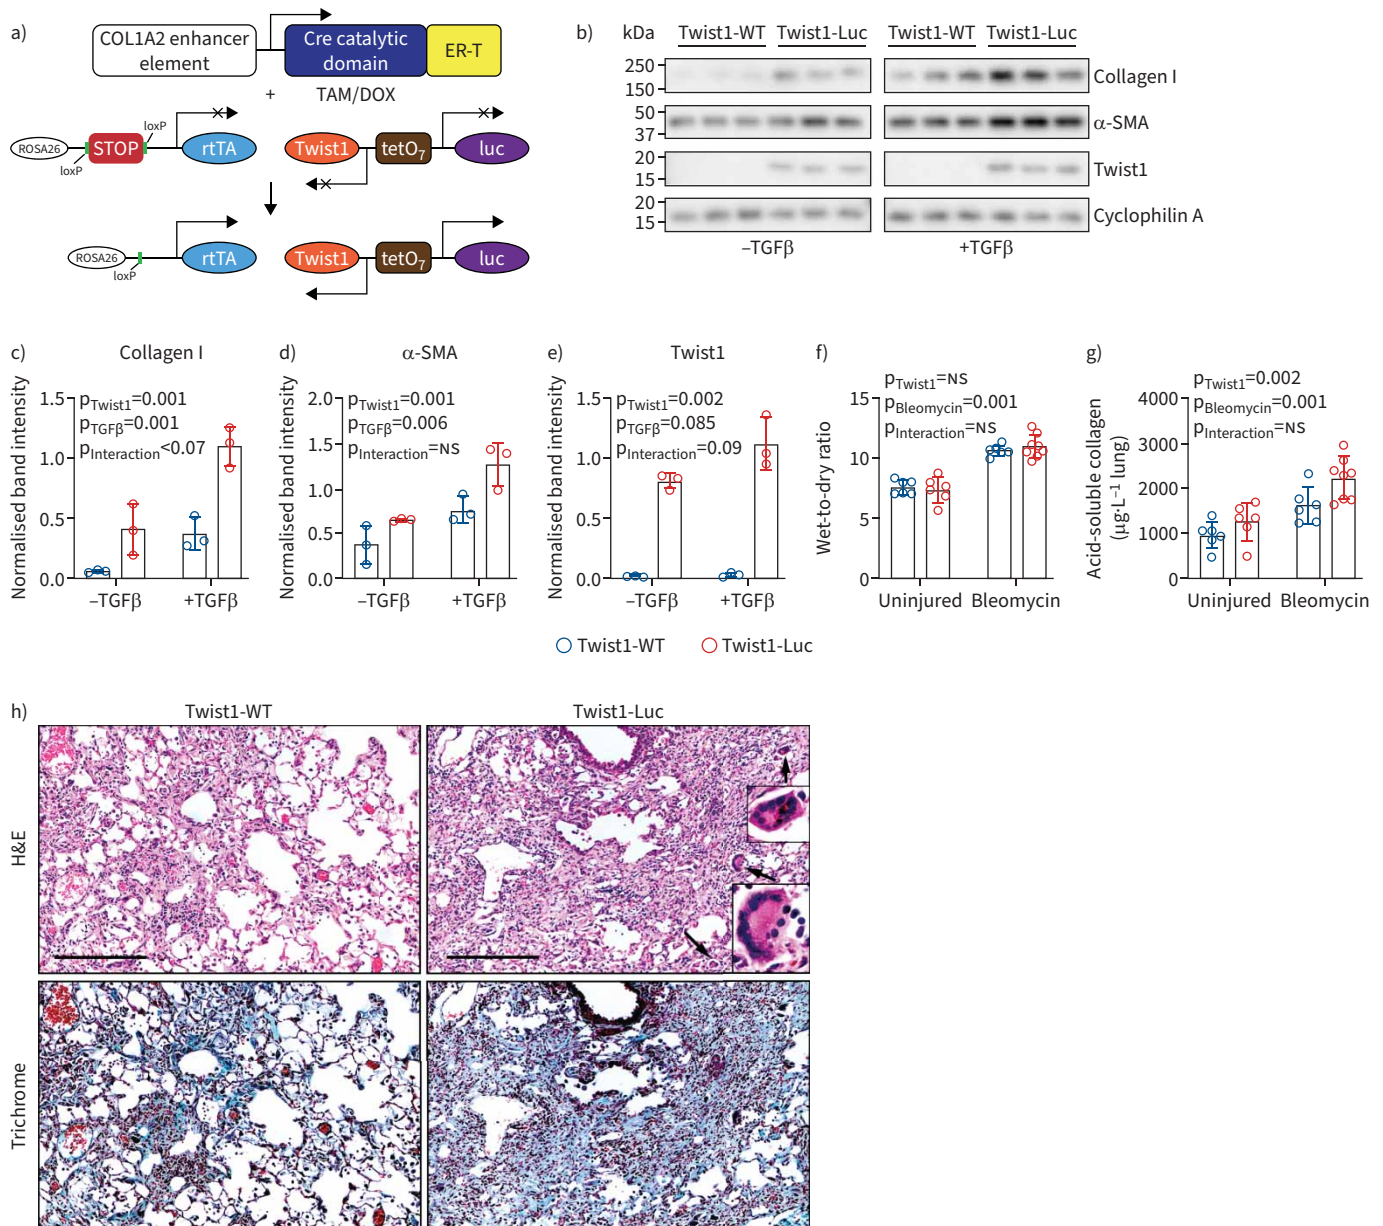 a)
COL1A2 enhancer
element
Cre catalytic
domain
ER-T
+ TAM/DOX
ROSA26
loxP
STOP
loxP
rtTA
Twist1
tetO7
luc
ROSA26
loxP
rtTA
Twist1
tetO7
luc
b)
kDa
Twist1-WT Twist1-Luc Twist1-WT Twist1-Luc
250
150
Collagen I
50
37
α-SMA
20
15
Twist1
20
15
Cyclophilin A
–TGFβ +TGFβ
c)
Collagen I
Normalised band intensity
1.5
1.0
0.5
0.0
pTwist1=0.001
pTGFβ=0.001
pInteraction<0.07
–TGFβ +TGFβ
d)
α-SMA
Normalised band intensity
2.0
1.5
1.0
0.5
0.0
pTwist1=0.001
pTGFβ=0.006
pInteraction=NS
–TGFβ +TGFβ
e)
Twist1
Normalised band intensity
1.5
1.0
0.5
0.0
pTwist1=0.002
pTGFβ=0.085
pInteraction=0.09
–TGFβ +TGFβ
f)
Wet-to-dry ratio
15
10
5
0
pTwist1=NS
pBleomycin=0.001
pInteraction=NS
Uninjured Bleomycin
g)
Acid-soluble collagen
(µg·L⁻¹ lung)
4000
3000
2000
1000
0
pTwist1=0.002
pBleomycin=0.001
pInteraction=NS
Uninjured Bleomycin
Twist1-WT Twist1-Luc
h)
Twist1-WT Twist1-Luc
H&E
Trichrome